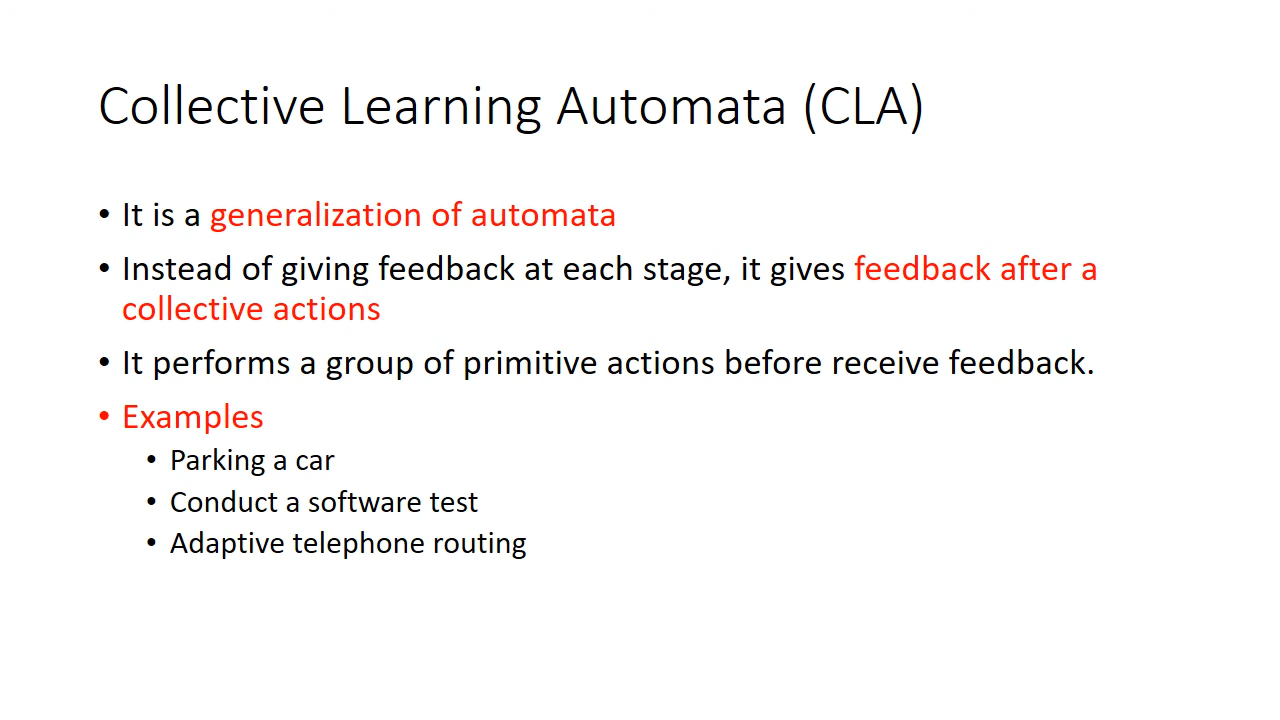 Collective Learning Automata (CLA)
• It is a generalization of automata
• Instead of giving feedback at each stage, it gives feedback after a
collective actions
• It performs a group of primitive actions before receive feedback.
• Examples
• Parking a car
• Conduct a software test
• Adaptive telephone routing